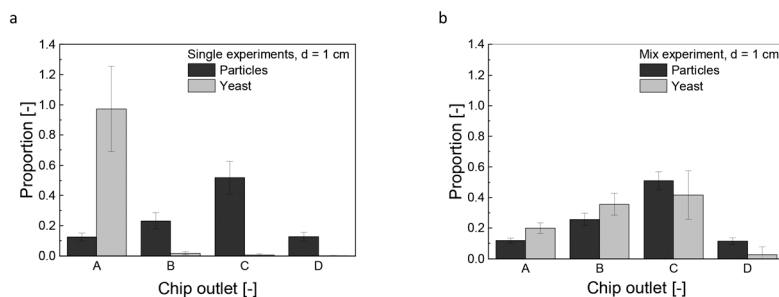 a
Single experiments, d = 1 cm
Particles
Yeast
1.4
1.2
1.0
0.8
0.6
0.4
0.2
0.0
Proportion [-]
A B C D
Chip outlet [-]
b
Mix experiment, d = 1 cm
Particles
Yeast
1.4
1.2
1.0
0.8
0.6
0.4
0.2
0.0
Proportion [-]
A B C D
Chip outlet [-]